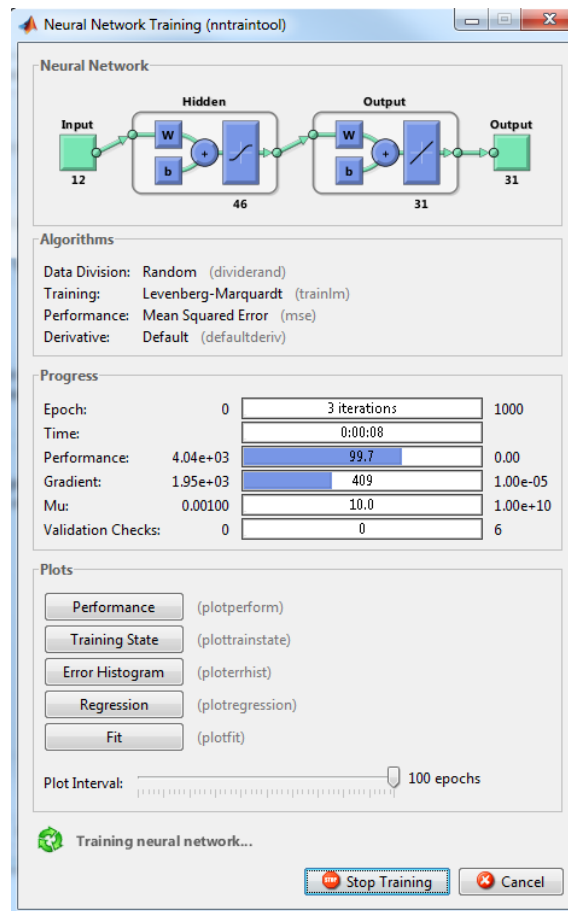 Neural Network Training (nntraintool)
Neural Network
Hidden
Output
Input
Output
W
W
+
+
b
b
12
31
46
31
Algorithms
Data Division: Random (dividerand)
Training: Levenberg-Marquardt (trainlm)
Performance: Mean Squared Error (mse)
Derivative: Default (defaultderiv)
Progress
Epoch: 0 3 iterations 1000
Time: 0:00:08
Performance: 4.04e+03 99.7 0.00
Gradient: 1.95e+03 409 1.00e-05
Mu: 0.00100 10.0 1.00e+10
Validation Checks: 0 0 6
Plots
Performance (plotperform)
Training State (plottrainstate)
Error Histogram (ploterrhist)
Regression (plotregression)
Fit (plotfit)
Plot Interval: 100 epochs
Training neural network...
STOP Stop Training Cancel